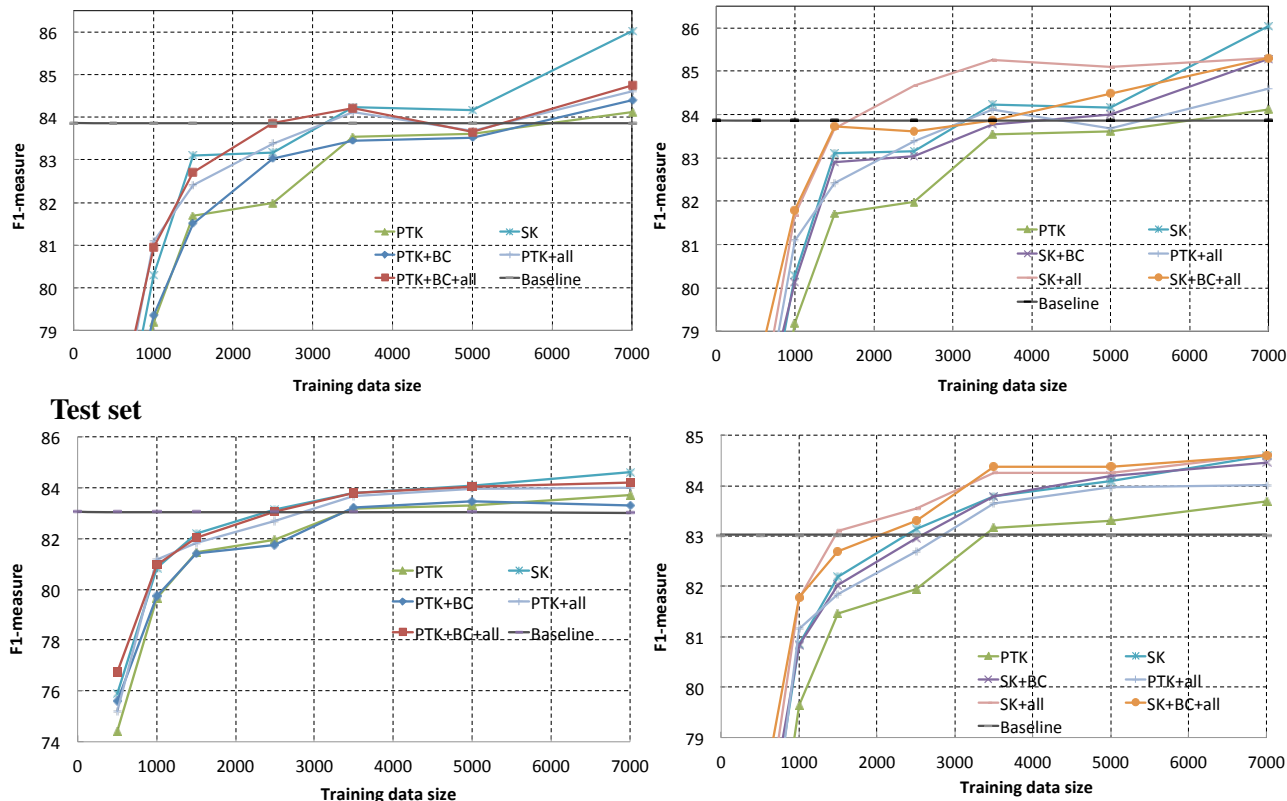 86
85
84
83
82
81
80
79
F1-measure
PTK
SK
PTK+BC
PTK+all
PTK+BC+all
Baseline
0 1000 2000 3000 4000 5000 6000 7000
Training data size
86
85
84
83
82
81
80
79
F1-measure
PTK
SK
SK+BC
PTK+all
SK+all
SK+BC+all
Baseline
0 1000 2000 3000 4000 5000 6000 7000
Training data size
Test set
86
84
82
80
78
76
74
F1-measure
PTK
SK
PTK+BC
PTK+all
PTK+BC+all
Baseline
0 1000 2000 3000 4000 5000 6000 7000
Training data size
85
84
83
82
81
80
79
F1-measure
PTK
SK
SK+BC
PTK+all
SK+all
SK+BC+all
Baseline
0 1000 2000 3000 4000 5000 6000 7000
Training data size